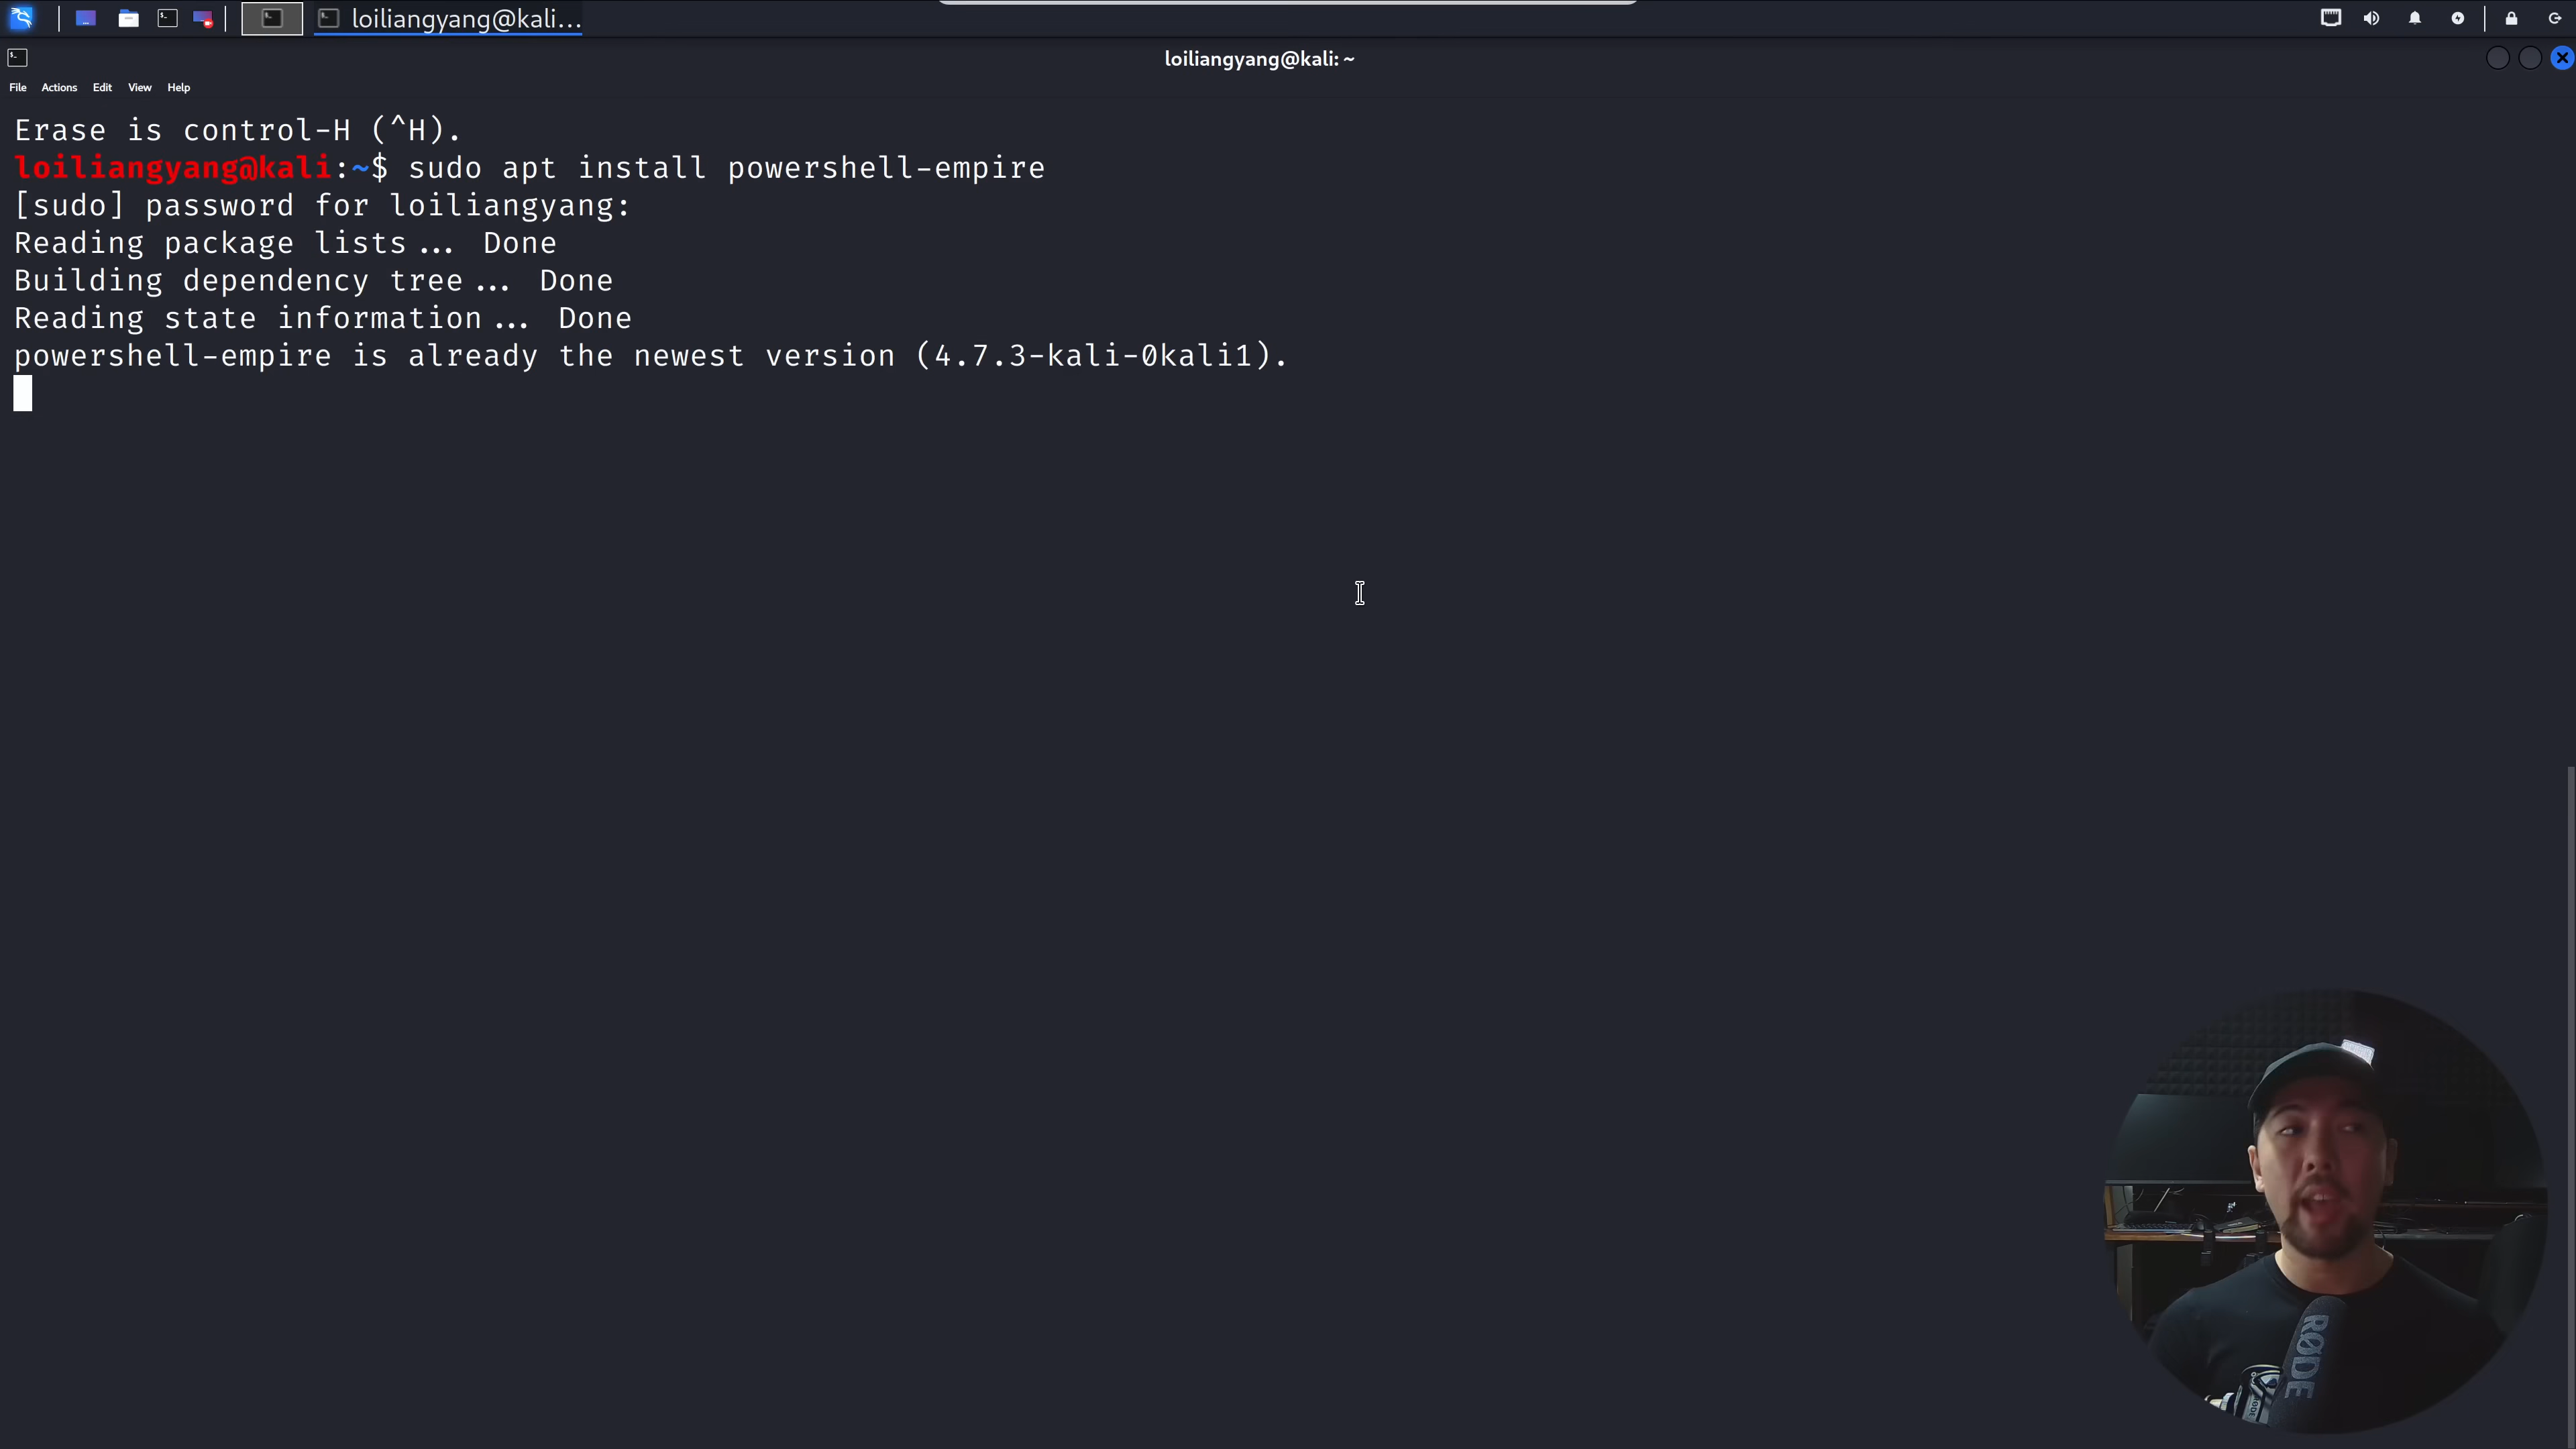 loiliangyang@kali...
loiliangyang@kali: ~
File Actions Edit View Help
Erase is control-H (^H).
loiliangyang@kali:~$ sudo apt install powershell-empire
[sudo] password for loiliangyang:
Reading package lists... Done
Building dependency tree... Done
Reading state information... Done
powershell-empire is already the newest version (4.7.3-kali-0kali1).
RØDE